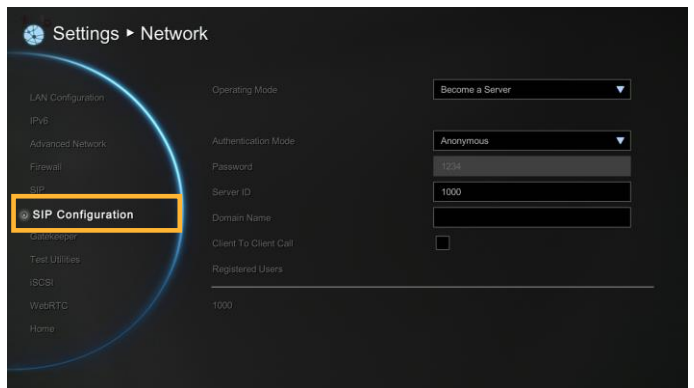 Settings ▸ Network
LAN Configuration
IPv6
Advanced Network
Firewall
SIP
SIP Configuration
Gatekeeper
Test Utilities
iSCSI
WebRTC
Home
Operating Mode Become a Server
Authentication Mode Anonymous
Password 1234
Server ID 1000
Domain Name
Client To Client Call
Registered Users
1000